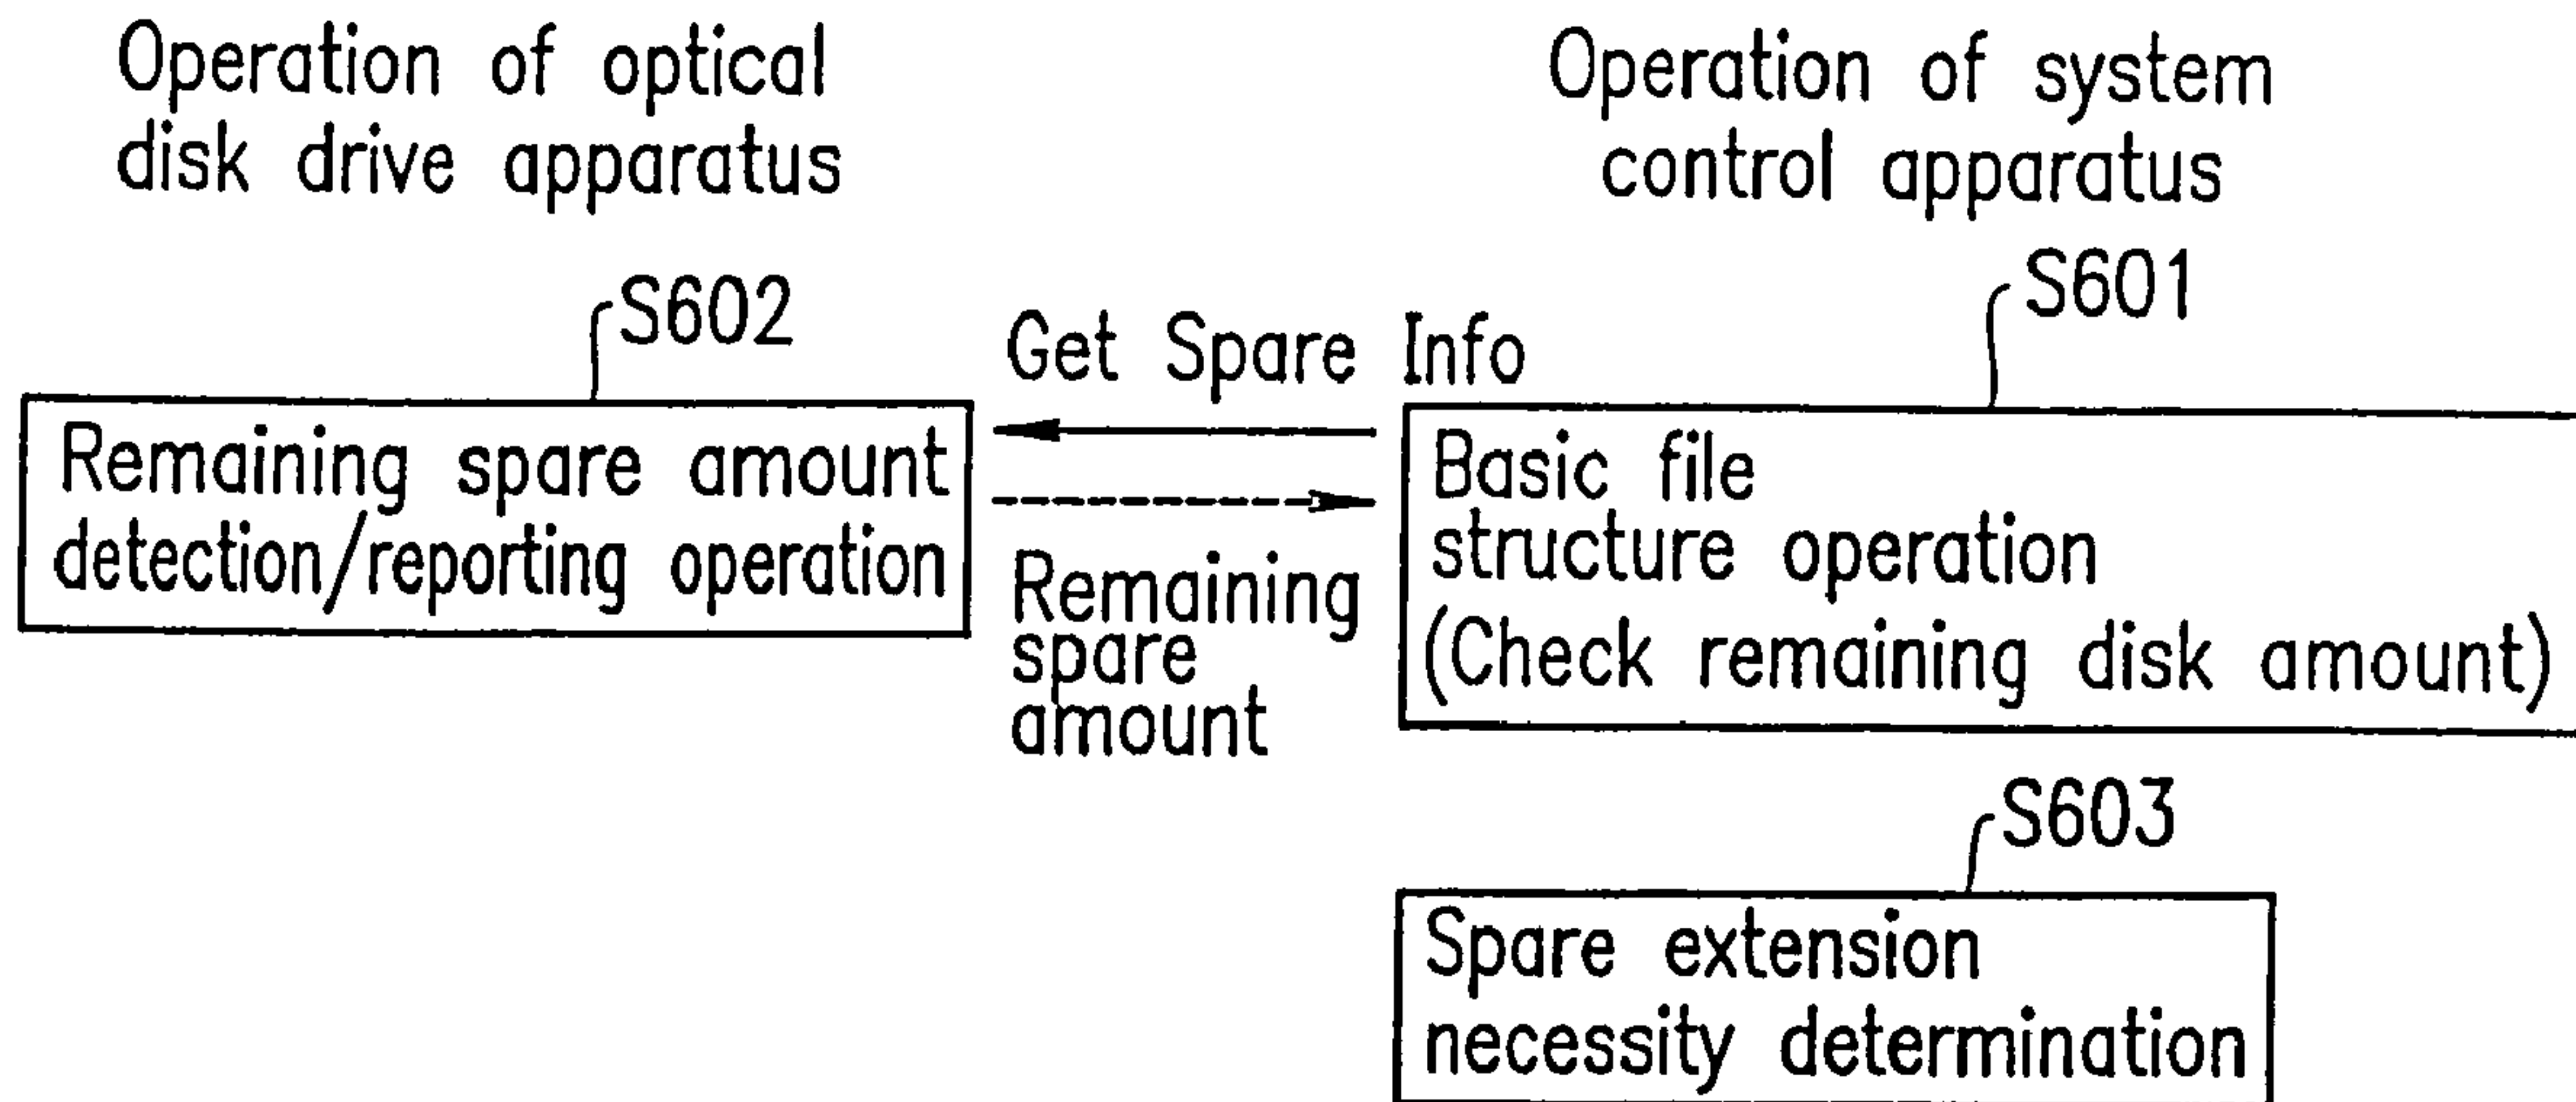 Operation of optical
disk drive apparatus
Operation of system
control apparatus
S602
S601
Get Spare Info
Remaining spare amount
detection/reporting operation
Remaining
spare
amount
Basic file
structure operation
(Check remaining disk amount)
S603
Spare extension
necessity determination